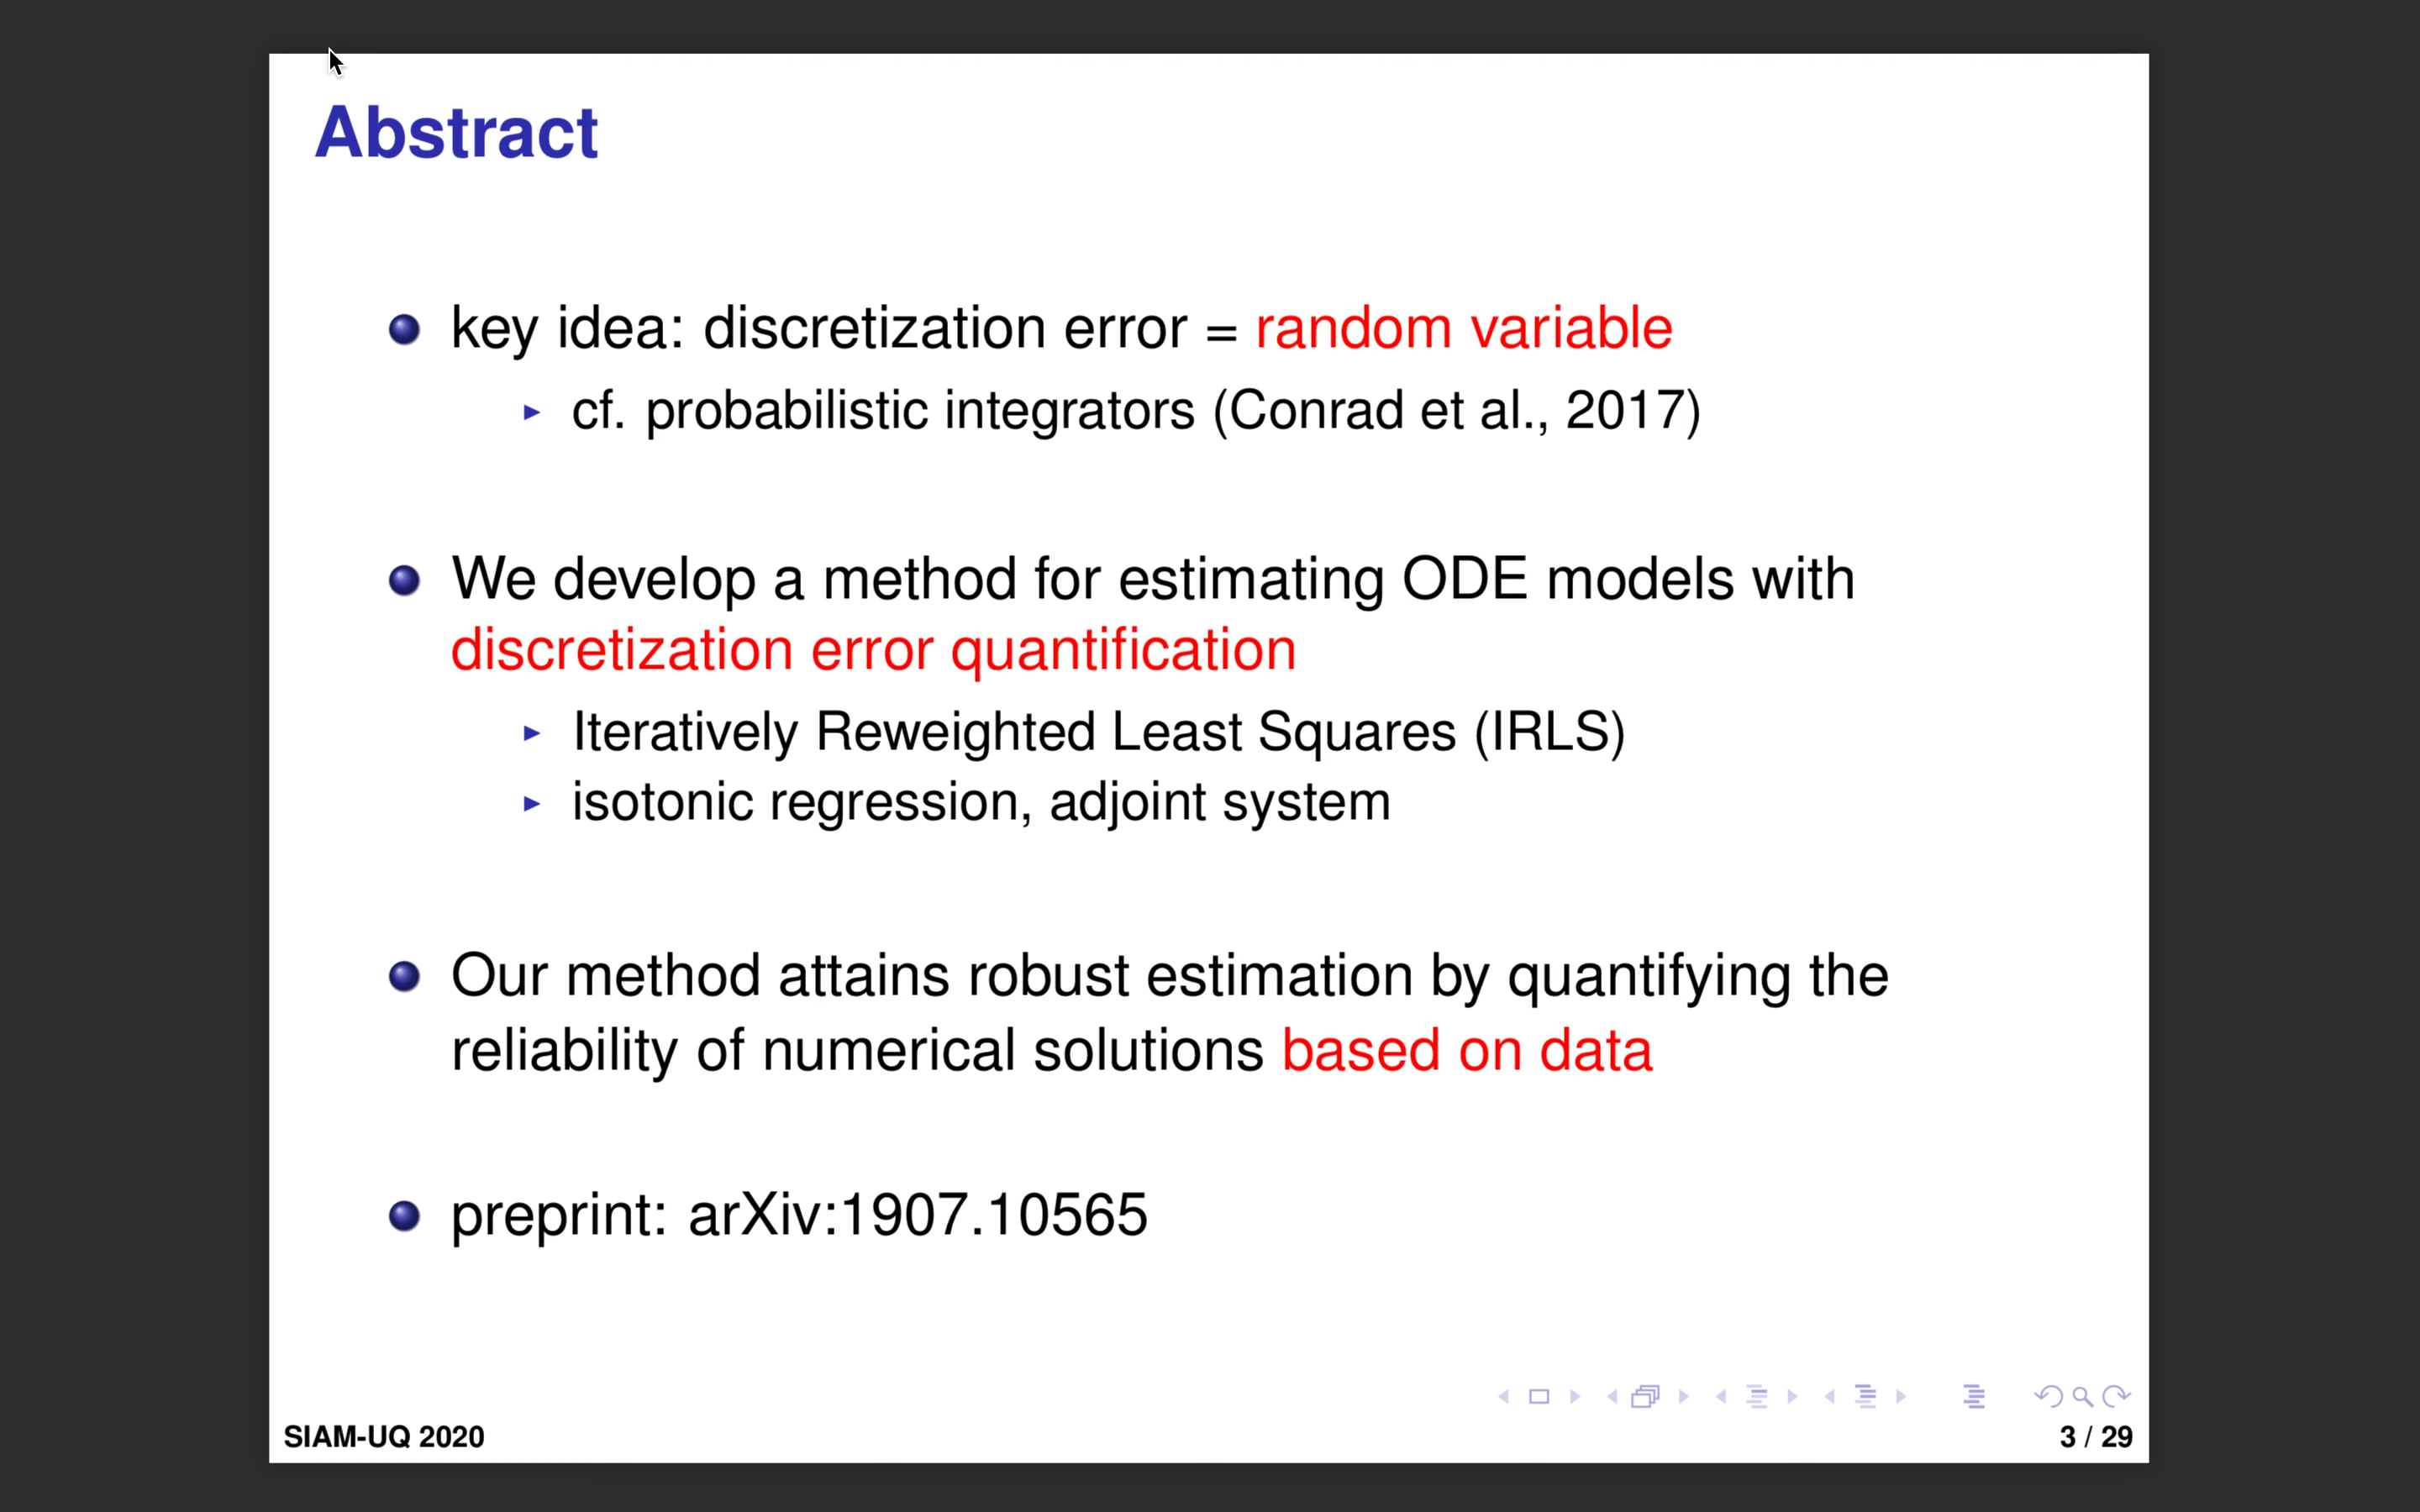 Abstract
key idea: discretization error = random variable
cf. probabilistic integrators (Conrad et al., 2017)
We develop a method for estimating ODE models with
discretization error quantification
Iteratively Reweighted Least Squares (IRLS)
isotonic regression, adjoint system
Our method attains robust estimation by quantifying the
reliability of numerical solutions based on data
preprint: arXiv:1907.10565
SIAM-UQ 2020
3 / 29